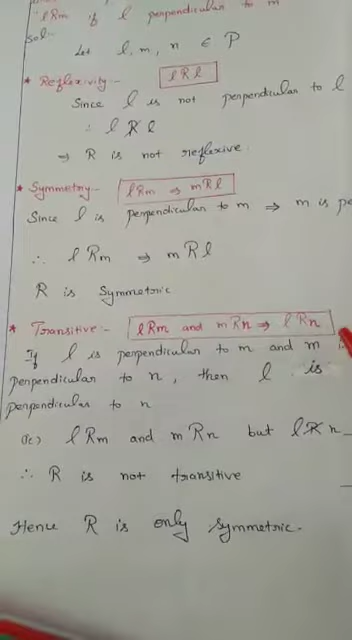 lRm if l perpendicular to m
Sol:-
Let l, m, n ∈ P
* Reflexivity:- lRl
Since l is not perpendicular to l
∴ l R̸ l
⇒ R is not reflexive.
* Symmetry:- lRm ⇒ mRl
Since l is perpendicular to m ⇒ m is pe
∴ lRm ⇒ mRl
R is symmetric
* Transitive:- lRm and mRn ⇒ lRn
If l is perpendicular to m and m
perpendicular to n, then l is
perpendicular to n
(ie) lRm and mRn but l R̸ n
∴ R is not transitive
Hence R is only symmetric.